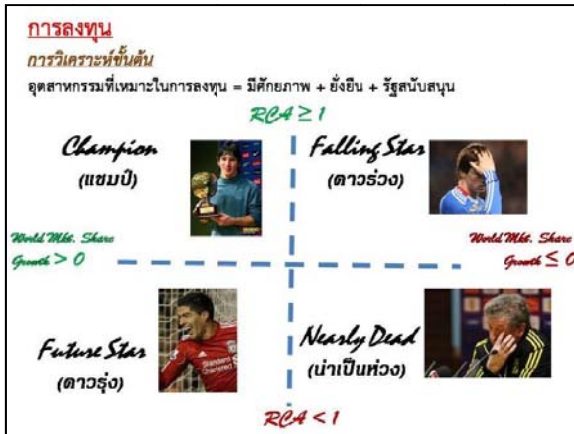 การลงทุน
การวิเคราะห์ขั้นต้น
อุตสาหกรรมที่เหมาะในการลงทุน = มีศักยภาพ + ยั่งยืน + รัฐสนับสนุน
RCA ≥ 1
Champion
(แชมป์)
Falling Star
(ดาวร่วง)
World Mkt. Share
Growth > 0
World Mkt. Share
Growth ≤ 0
Future Star
(ดาวรุ่ง)
Standard
Chartered
Nearly Dead
(น่าเป็นห่วง)
RCA < 1